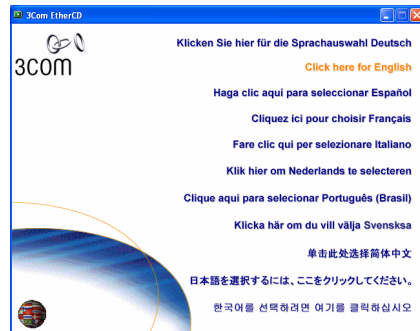 3Com EtherCD
3COM
Klicken Sie hier für die Sprachauswahl Deutsch
Click here for English
Haga clic aqui para seleccionar Español
Cliquez ici pour choisir Français
Fare clic qui per selezionare Italiano
Klik hier om Nederlands te selecteren
Clique aqui para selecionar Português (Brasil)
Klicka här om du vill välja Svensksa
单击此处选择简体中文
日本語を選択するには、ここをクリックしてください。
한국어를 선택하려면 여기를 클릭하십시오